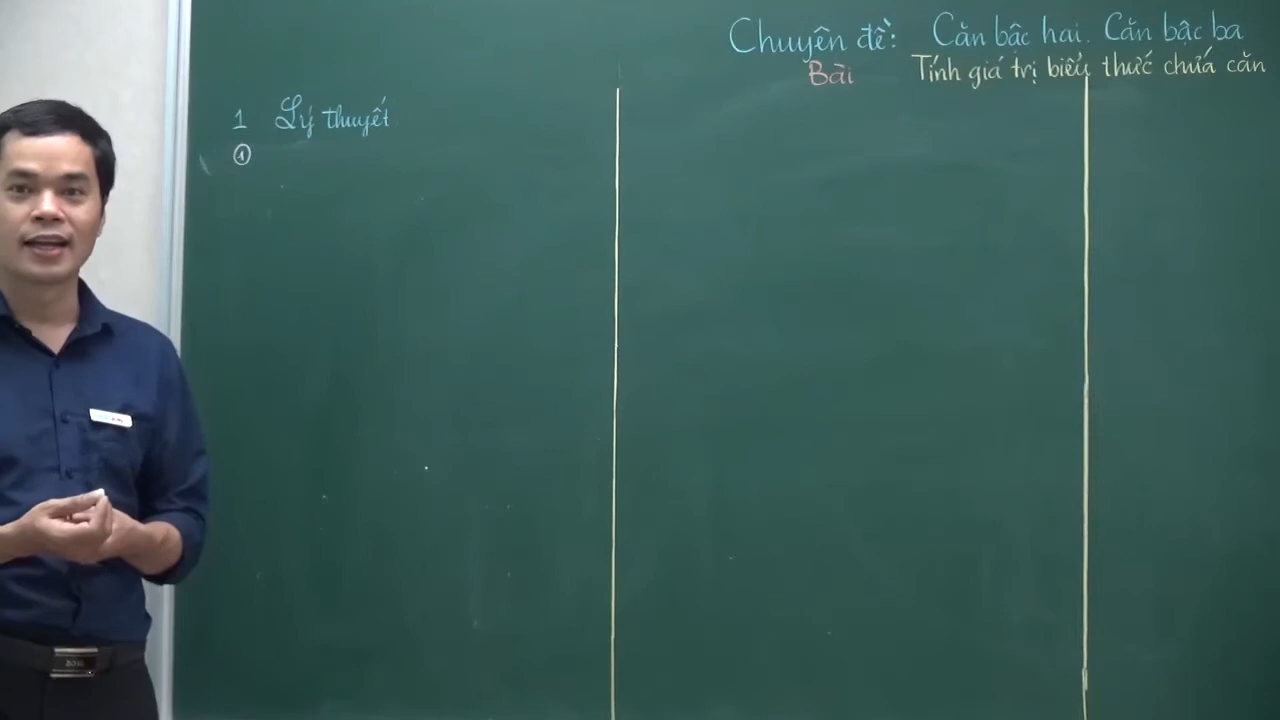 Chuyên đề: Căn bậc hai. Căn bậc ba
Bài Tính giá trị biểu thức chứa căn
1 Lý thuyết
①